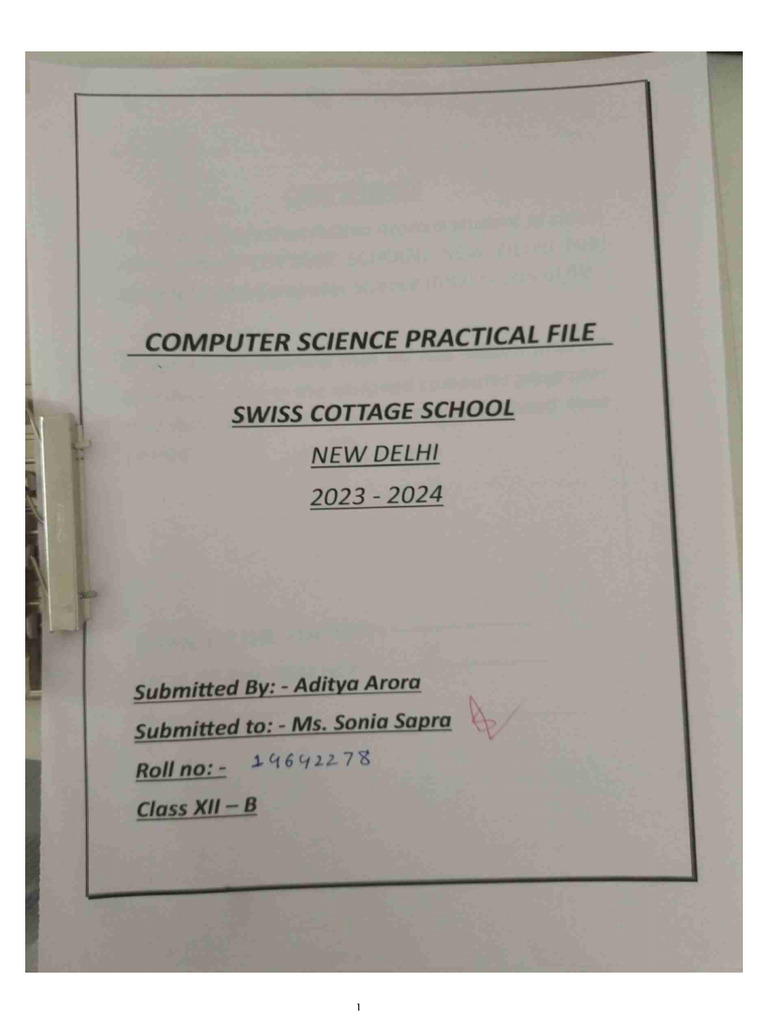 COMPUTER SCIENCE PRACTICAL FILE
SWISS COTTAGE SCHOOL
NEW DELHI
2023 - 2024
Submitted By: - Aditya Arora
Submitted to: - Ms. Sonia Sapra
Roll no: - 19642278
Class XII – B
1